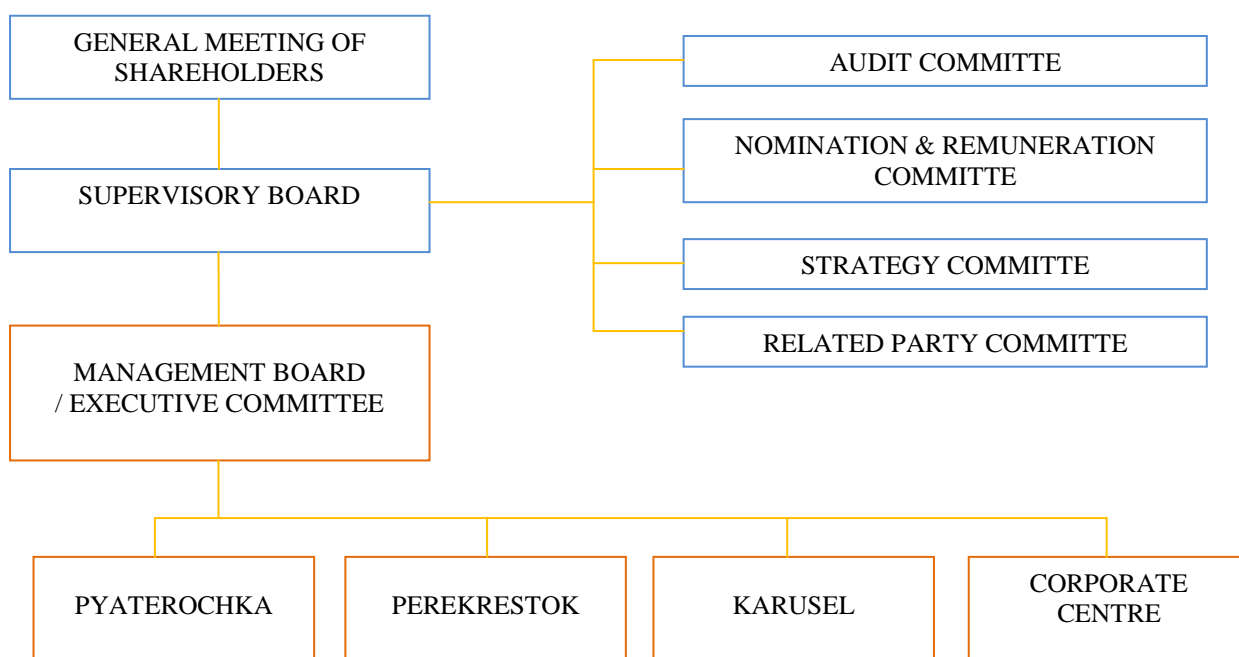 GENERAL MEETING OF
SHAREHOLDERS
AUDIT COMMITTE
NOMINATION & REMUNERATION
COMMITTE
SUPERVISORY BOARD
STRATEGY COMMITTE
RELATED PARTY COMMITTE
MANAGEMENT BOARD
/ EXECUTIVE COMMITTEE
PYATEROCHKA
PEREKRESTOK
KARUSEL
CORPORATE
CENTRE